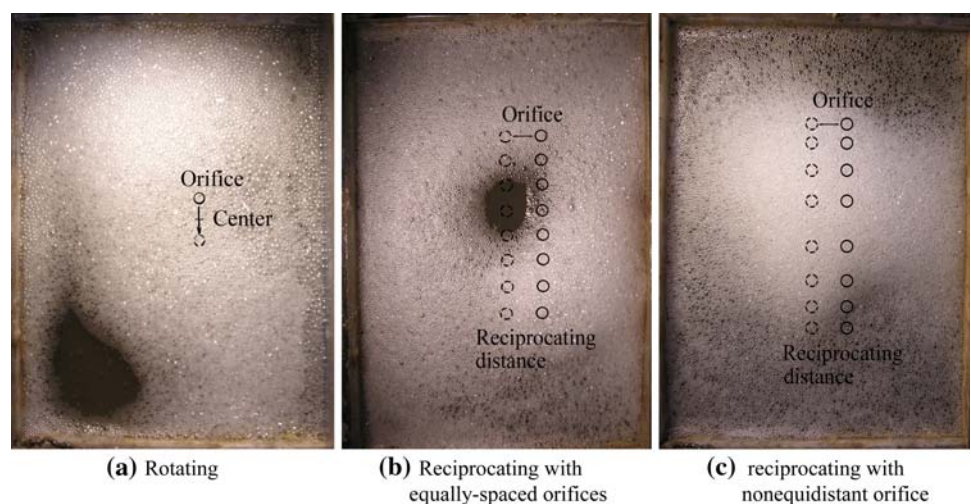 Orifice
Center
Orifice
Reciprocating
distance
Orifice
Reciprocating
distance
(a) Rotating
(b) Reciprocating with
equally-spaced orifices
(c) reciprocating with
nonequidistant orifice